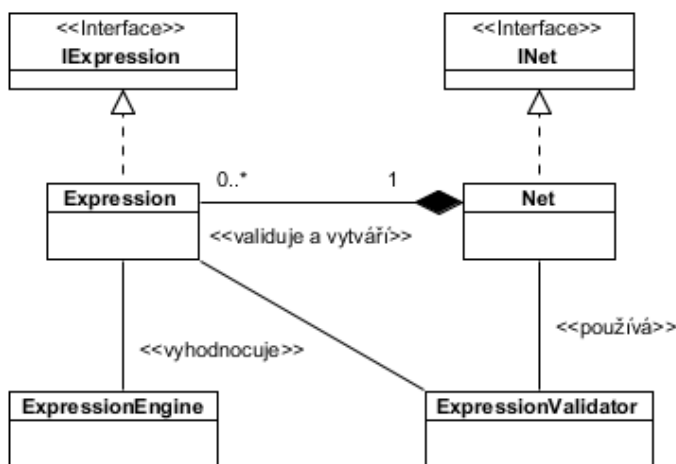 <<Interface>>
IExpression
<<Interface>>
INet
0..*
1
Expression
Net
<<validuje a vytváří>>
<<používá>>
<<vyhodnocuje>>
ExpressionEngine
ExpressionValidator